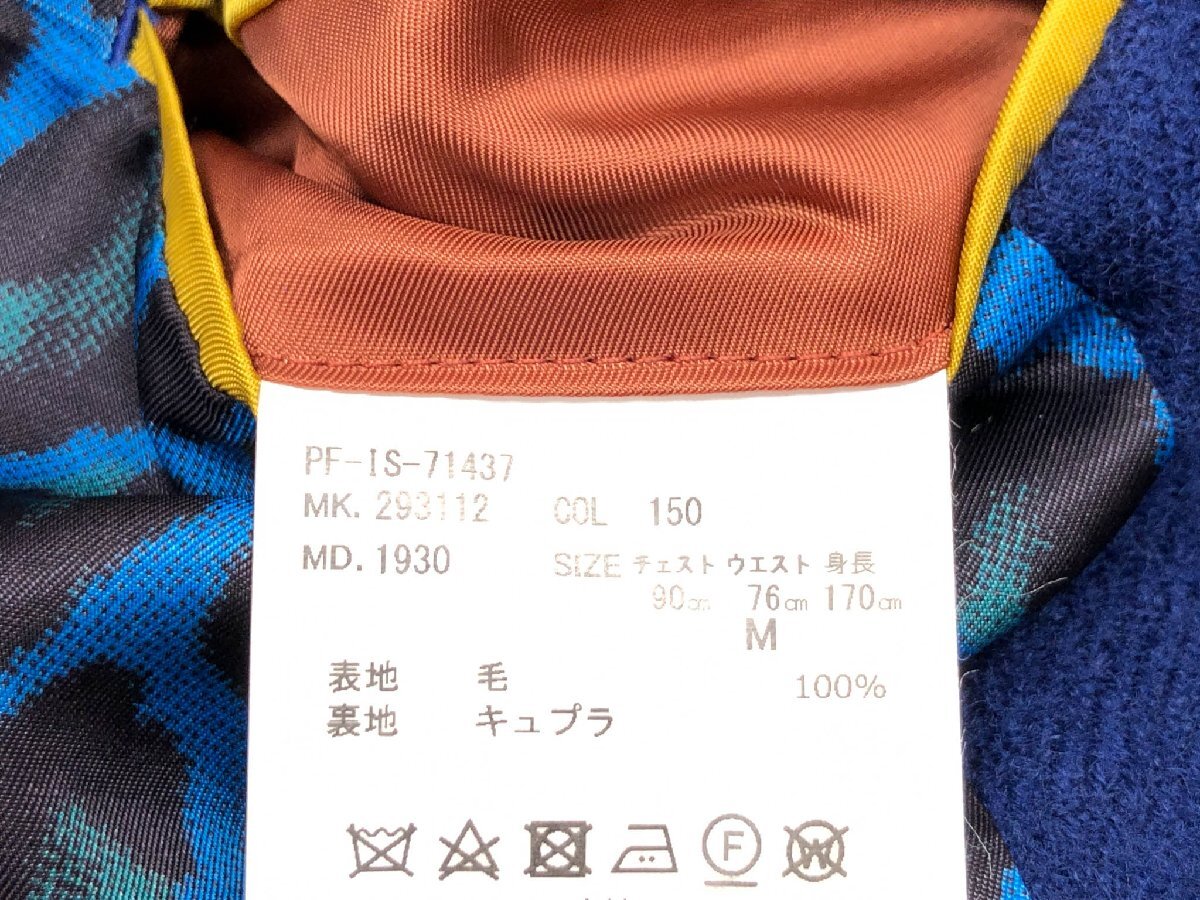 PF-IS-71437
MK. 293112 COL 150
MD. 1930 SIZE チェスト ウエスト 身長
90cm 76cm 170cm
M
表地 毛 100%
裏地 キュプラ
F W